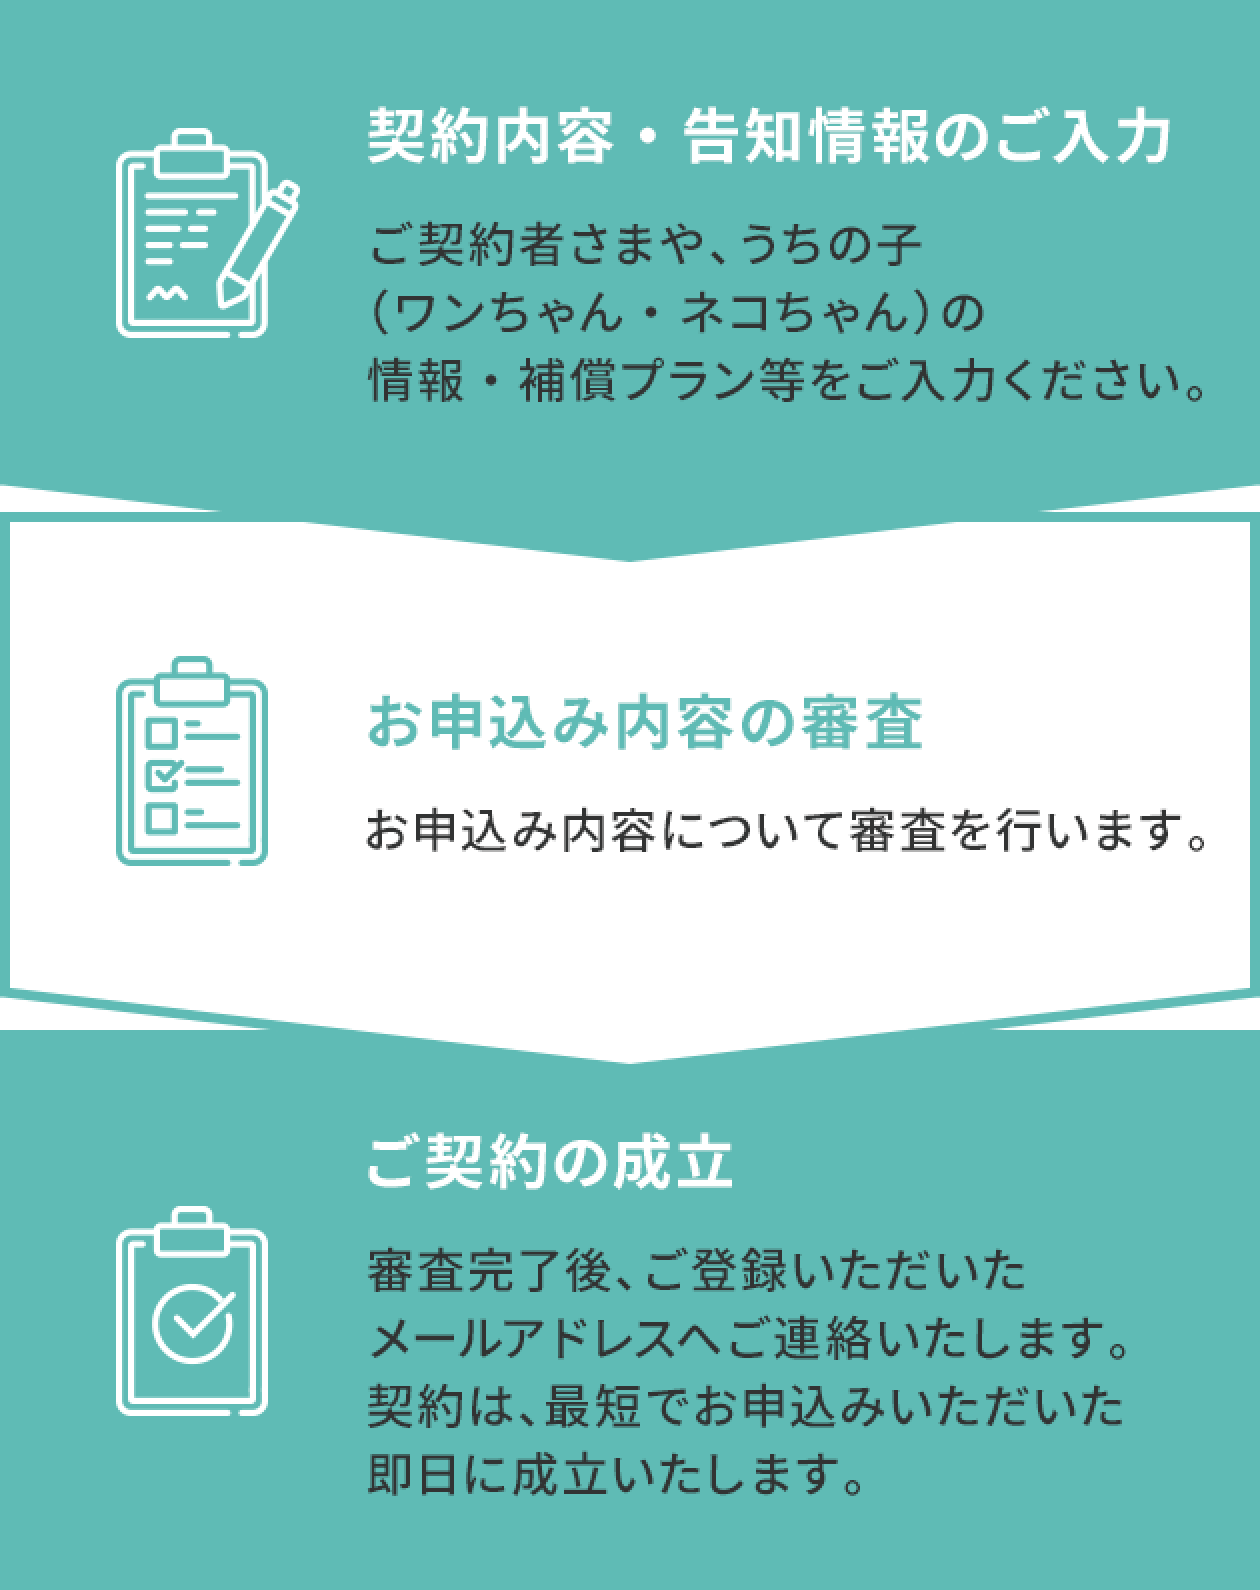 契約内容・告知情報のご入力
ご契約者さまや、うちの子
（ワンちゃん・ネコちゃん）の
情報・補償プラン等をご入力ください。
お申込み内容の審査
お申込み内容について審査を行います。
ご契約の成立
審査完了後、ご登録いただいた
メールアドレスへご連絡いたします。
契約は、最短でお申込みいただいた
即日に成立いたします。